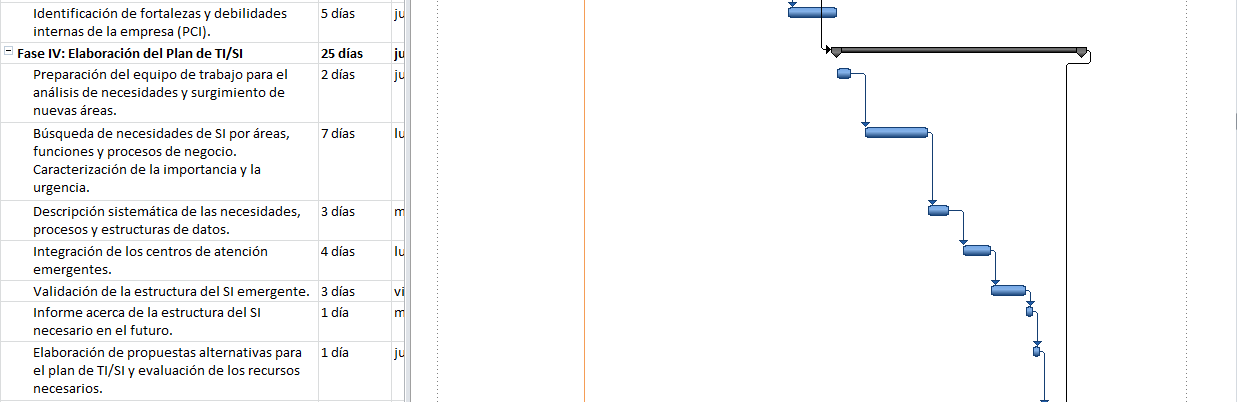 Identificación de fortalezas y debilidades 5 días ju
internas de la empresa (PCI).
Fase IV: Elaboración del Plan de TI/SI 25 días ju
Preparación del equipo de trabajo para el 2 días ju
análisis de necesidades y surgimiento de
nuevas áreas.
Búsqueda de necesidades de SI por áreas, 7 días lu
funciones y procesos de negocio.
Caracterización de la importancia y la
urgencia.
Descripción sistemática de las necesidades, 3 días m
procesos y estructuras de datos.
Integración de los centros de atención 4 días lu
emergentes.
Validación de la estructura del SI emergente. 3 días vi
Informe acerca de la estructura del SI 1 día m
necesario en el futuro.
Elaboración de propuestas alternativas para 1 día ju
el plan de TI/SI y evaluación de los recursos
necesarios.